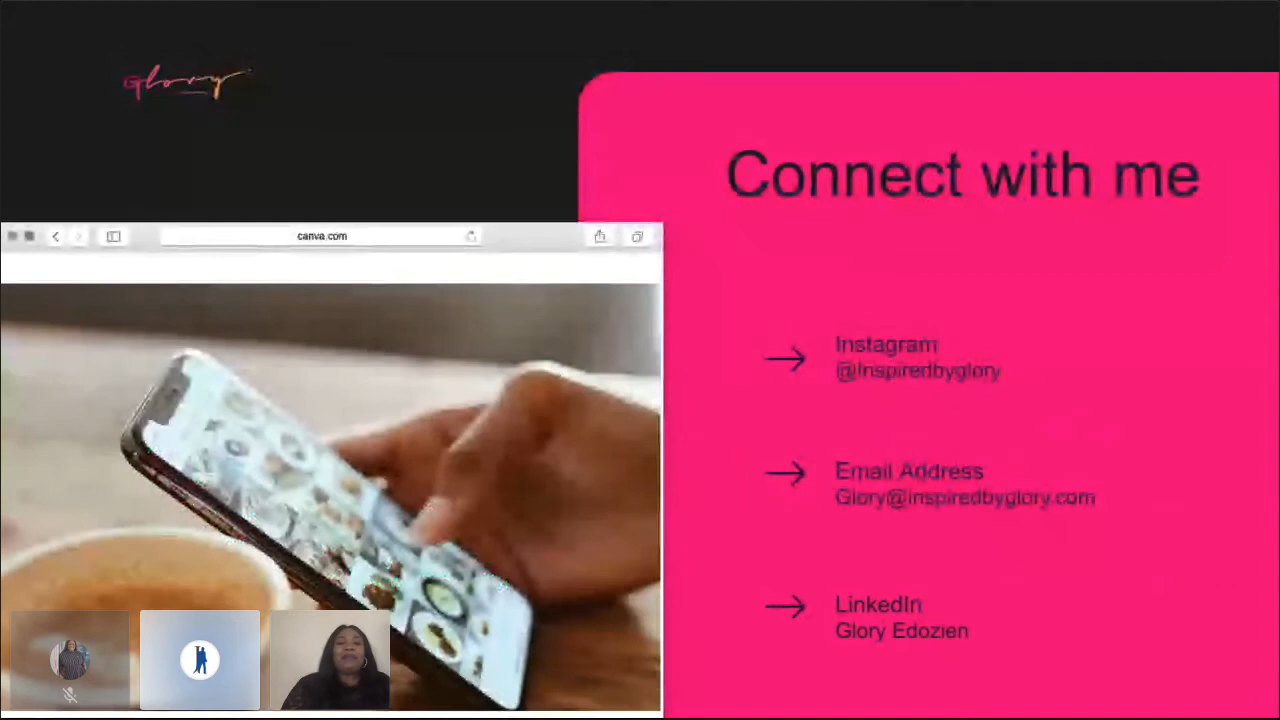 Glory
Connect with me
canva.com
Instagram
@Inspiredbyglory
Email Address
Glory@inspiredbyglory.com
LinkedIn
Glory Edozien